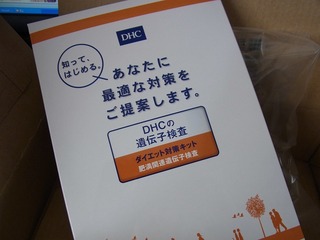 DHC
知って、
はじめる。
あなたに
最適な対策を
ご提案します。
DHCの
遺伝子検査
ダイエット対策キット
肥満関連遺伝子検査